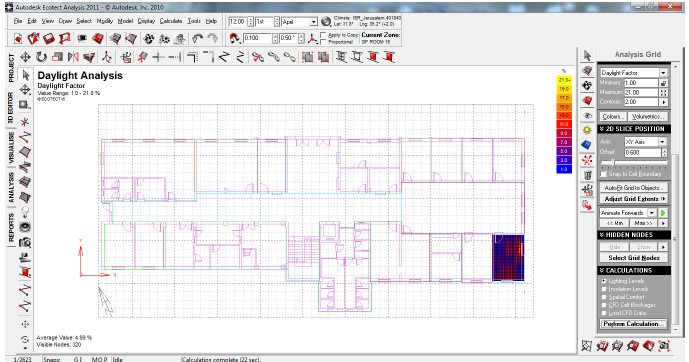 Autodesk Ecotect Analysis 2011 - © Autodesk, Inc. 2010
File Edit View Draw Select Modify Model Display Calculate Tools Help
12:00 1st April
Climate: ISR_Jerusalem.401840
Lat: 31.8° Lng: 35.2° (+2.0)
0.100 0.50 °
Apply to Copy
Proportional
Current Zone:
GF ROOM 16
PROJECT
3D EDITOR
VISUALISE
ANALYSIS
REPORTS
Daylight Analysis
Daylight Factor
Value Range: 1.0 - 21.0 %
© ECOTECT v5
%
21.0+
19.0
17.0
15.0
13.0
11.0
9.0
7.0
5.0
3.0
1.0
Y
X
Average Value: 4.89 %
Visible Nodes: 320
Analysis Grid
Daylight Factor
Minimum: 1.00
Maximum: 21.00
Contours: 2.00
Colours... Volumetrics...
2D SLICE POSITION
Axis: XY Axis
Offset: 0.600
Snap to Cell Boundary
Auto-Fit Grid to Objects...
Adjust Grid Extents
Animate Forwards
<< Min Max >>
HIDDEN NODES
Hide Show
Select Grid Nodes
CALCULATIONS
Lighting Levels
Insolation Levels
Spatial Comfort
CFD Cell Blockages
Load CFD Data
Perform Calculation...
1/2623 Snaps: G I M O P Idle Calculation complete (22 sec).